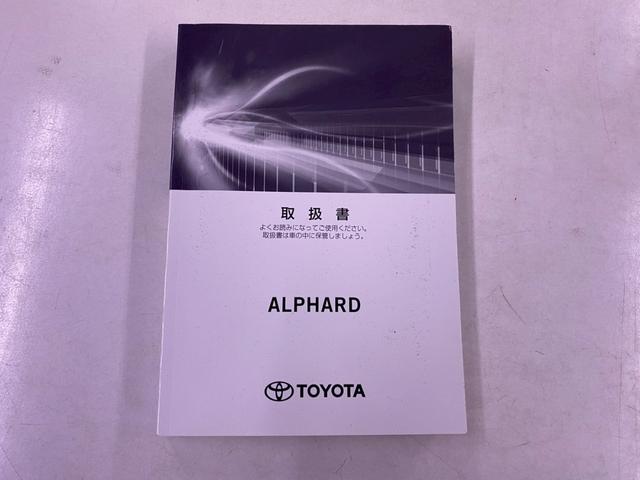 取扱書
よくお読みになってご使用ください。
取扱書は車の中に保管しましょう。
ALPHARD
TOYOTA